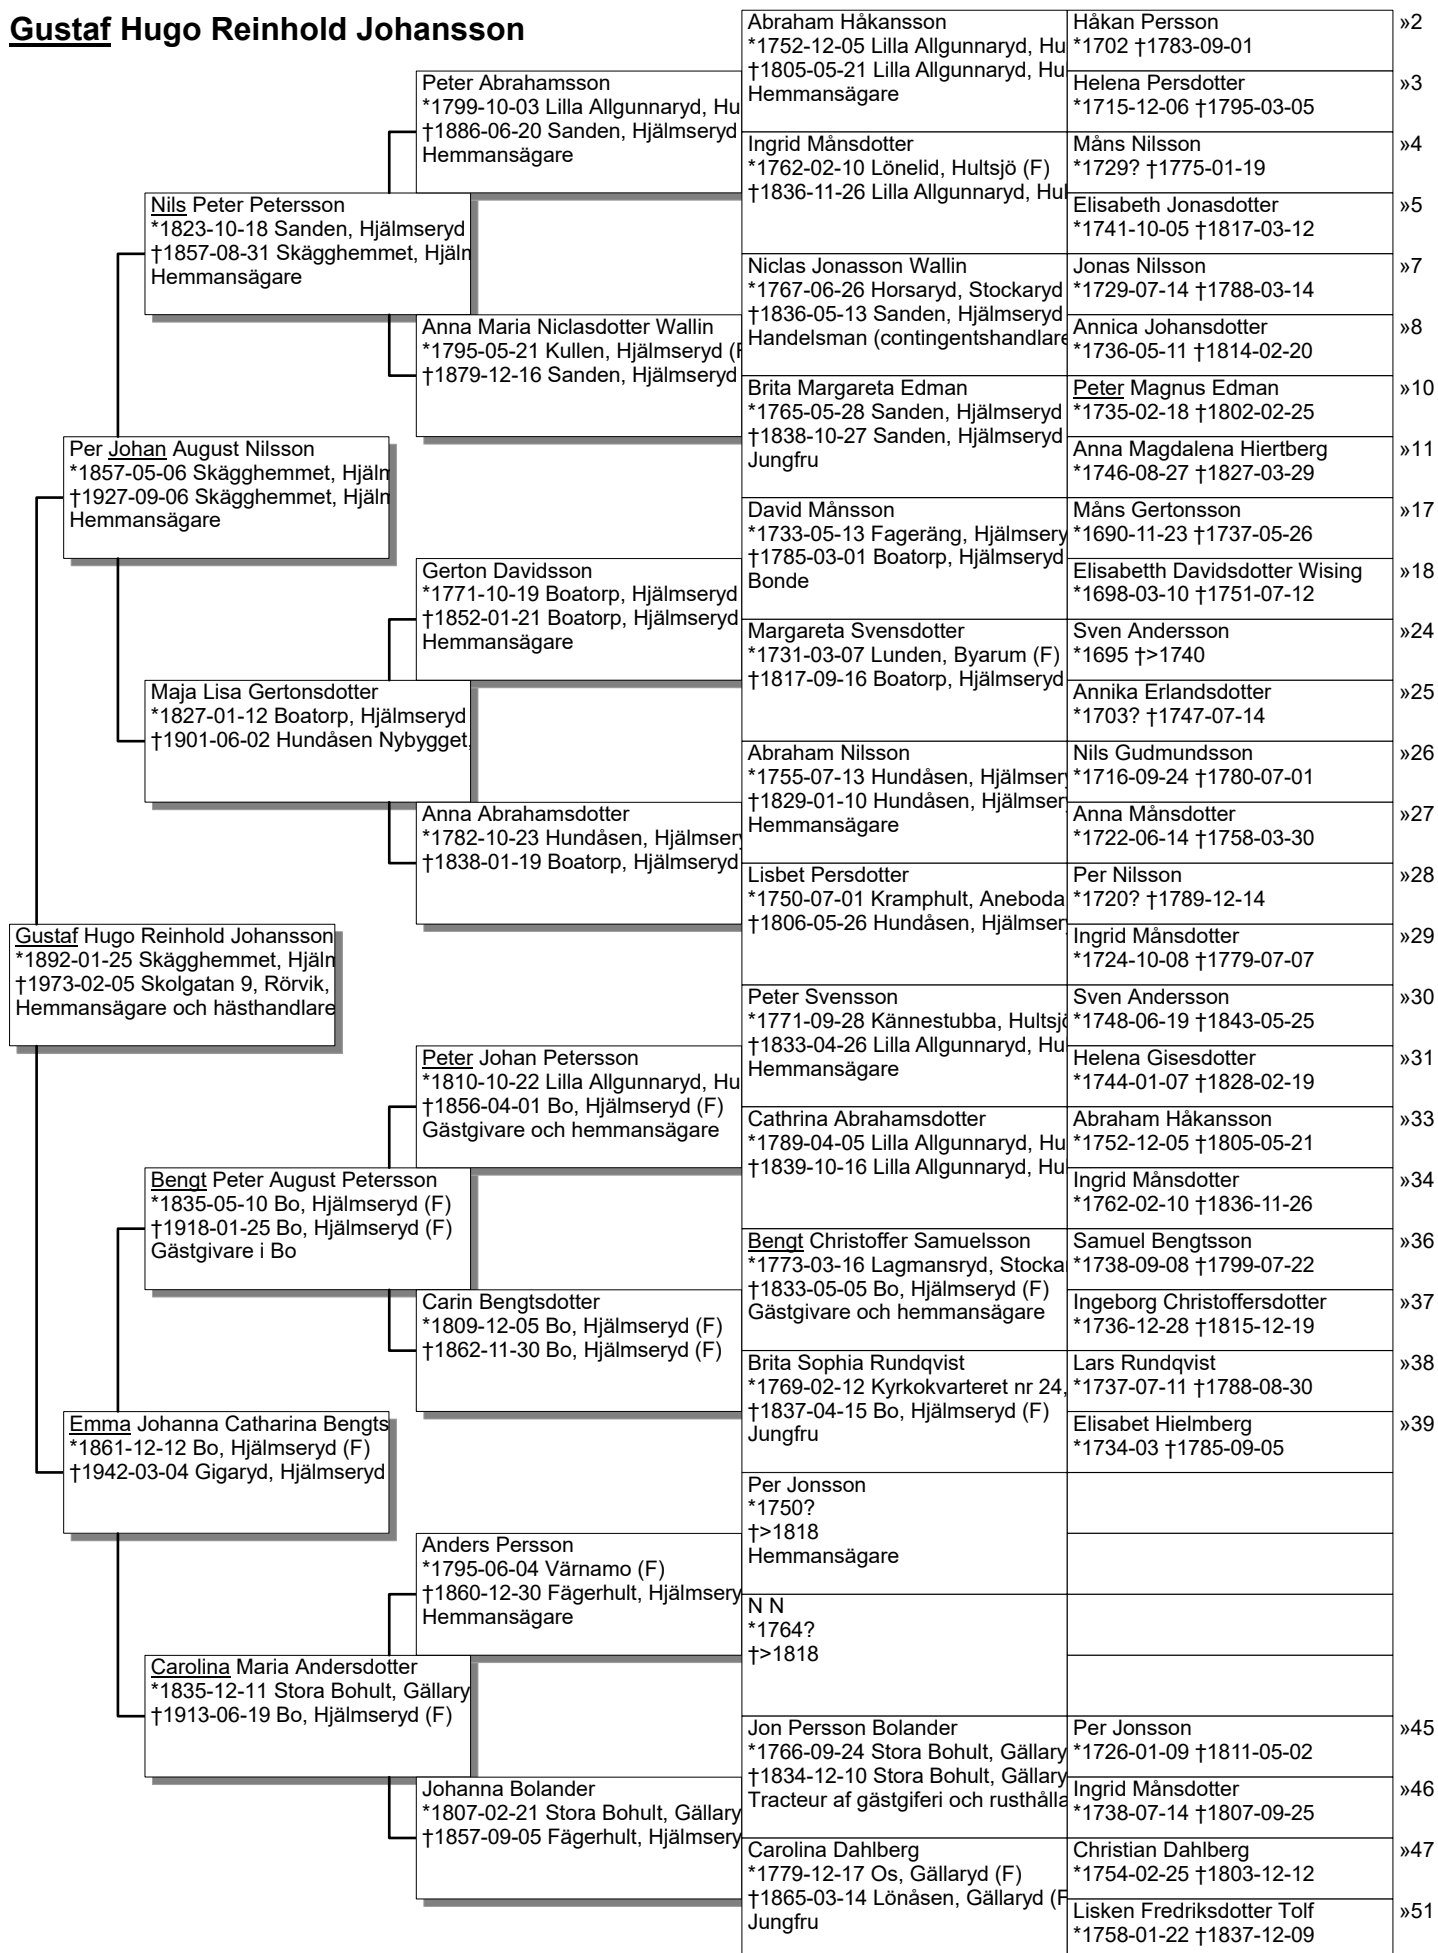 Gustaf Hugo Reinhold Johansson
Gustaf Hugo Reinhold Johansson
*1892-01-25 Skägghemmet, Hjäln
†1973-02-05 Skolgatan 9, Rörvik,
Hemmansägare och hästhandlare
Per Johan August Nilsson
*1857-05-06 Skägghemmet, Hjäln
†1927-09-06 Skägghemmet, Hjäln
Hemmansägare
Emma Johanna Catharina Bengts
*1861-12-12 Bo, Hjälmseryd (F)
†1942-03-04 Gigaryd, Hjälmseryd
Nils Peter Petersson
*1823-10-18 Sanden, Hjälmseryd
†1857-08-31 Skägghemmet, Hjäln
Hemmansägare
Maja Lisa Gertonsdotter
*1827-01-12 Boatorp, Hjälmseryd
†1901-06-02 Hundåsen Nybygget,
Bengt Peter August Petersson
*1835-05-10 Bo, Hjälmseryd (F)
†1918-01-25 Bo, Hjälmseryd (F)
Gästgivare i Bo
Carolina Maria Andersdotter
*1835-12-11 Stora Bohult, Gällary
†1913-06-19 Bo, Hjälmseryd (F)
Peter Abrahamsson
*1799-10-03 Lilla Allgunnaryd, Hu
†1886-06-20 Sanden, Hjälmseryd
Hemmansägare
Anna Maria Niclasdotter Wallin
*1795-05-21 Kullen, Hjälmseryd (F
†1879-12-16 Sanden, Hjälmseryd
Gerton Davidsson
*1771-10-19 Boatorp, Hjälmseryd
†1852-01-21 Boatorp, Hjälmseryd
Hemmansägare
Anna Abrahamsdotter
*1782-10-23 Hundåsen, Hjälmsery
†1838-01-19 Boatorp, Hjälmseryd
Peter Johan Petersson
*1810-10-22 Lilla Allgunnaryd, Hu
†1856-04-01 Bo, Hjälmseryd (F)
Gästgivare och hemmansägare
Carin Bengtsdotter
*1809-12-05 Bo, Hjälmseryd (F)
†1862-11-30 Bo, Hjälmseryd (F)
Anders Persson
*1795-06-04 Värnamo (F)
†1860-12-30 Fägerhult, Hjälmsery
Hemmansägare
Johanna Bolander
*1807-02-21 Stora Bohult, Gällary
†1857-09-05 Fägerhult, Hjälmsery
Abraham Håkansson
*1752-12-05 Lilla Allgunnaryd, Hu
†1805-05-21 Lilla Allgunnaryd, Hu
Hemmansägare
Ingrid Månsdotter
*1762-02-10 Lönelid, Hultsjö (F)
†1836-11-26 Lilla Allgunnaryd, Hul
Niclas Jonasson Wallin
*1767-06-26 Horsaryd, Stockaryd
†1836-05-13 Sanden, Hjälmseryd
Handelsman (contingentshandlare
Brita Margareta Edman
*1765-05-28 Sanden, Hjälmseryd
†1838-10-27 Sanden, Hjälmseryd
Jungfru
David Månsson
*1733-05-13 Fageräng, Hjälmsery
†1785-03-01 Boatorp, Hjälmseryd
Bonde
Margareta Svensdotter
*1731-03-07 Lunden, Byarum (F)
†1817-09-16 Boatorp, Hjälmseryd
Abraham Nilsson
*1755-07-13 Hundåsen, Hjälmsery
†1829-01-10 Hundåsen, Hjälmsery
Hemmansägare
Lisbet Persdotter
*1750-07-01 Kramphult, Aneboda
†1806-05-26 Hundåsen, Hjälmsery
Peter Svensson
*1771-09-28 Kännestubba, Hultsjö
†1833-04-26 Lilla Allgunnaryd, Hu
Hemmansägare
Cathrina Abrahamsdotter
*1789-04-05 Lilla Allgunnaryd, Hu
†1839-10-16 Lilla Allgunnaryd, Hu
Bengt Christoffer Samuelsson
*1773-03-16 Lagmansryd, Stocka
†1833-05-05 Bo, Hjälmseryd (F)
Gästgivare och hemmansägare
Brita Sophia Rundqvist
*1769-02-12 Kyrkokvarteret nr 24,
†1837-04-15 Bo, Hjälmseryd (F)
Jungfru
Per Jonsson
*1750?
†>1818
Hemmansägare
N N
*1764?
†>1818
Jon Persson Bolander
*1766-09-24 Stora Bohult, Gällary
†1834-12-10 Stora Bohult, Gällary
Tracteur af gästgiferi och rusthålla
Carolina Dahlberg
*1779-12-17 Os, Gällaryd (F)
†1865-03-14 Lönåsen, Gällaryd (F
Jungfru
Håkan Persson »2
*1702 †1783-09-01
Helena Persdotter »3
*1715-12-06 †1795-03-05
Måns Nilsson »4
*1729? †1775-01-19
Elisabeth Jonasdotter »5
*1741-10-05 †1817-03-12
Jonas Nilsson »7
*1729-07-14 †1788-03-14
Annica Johansdotter »8
*1736-05-11 †1814-02-20
Peter Magnus Edman »10
*1735-02-18 †1802-02-25
Anna Magdalena Hiertberg »11
*1746-08-27 †1827-03-29
Måns Gertonsson »17
*1690-11-23 †1737-05-26
Elisabetth Davidsdotter Wising »18
*1698-03-10 †1751-07-12
Sven Andersson »24
*1695 †>1740
Annika Erlandsdotter »25
*1703? †1747-07-14
Nils Gudmundsson »26
*1716-09-24 †1780-07-01
Anna Månsdotter »27
*1722-06-14 †1758-03-30
Per Nilsson »28
*1720? †1789-12-14
Ingrid Månsdotter »29
*1724-10-08 †1779-07-07
Sven Andersson »30
*1748-06-19 †1843-05-25
Helena Gisesdotter »31
*1744-01-07 †1828-02-19
Abraham Håkansson »33
*1752-12-05 †1805-05-21
Ingrid Månsdotter »34
*1762-02-10 †1836-11-26
Samuel Bengtsson »36
*1738-09-08 †1799-07-22
Ingeborg Christoffersdotter »37
*1736-12-28 †1815-12-19
Lars Rundqvist »38
*1737-07-11 †1788-08-30
Elisabet Hielmberg »39
*1734-03 †1785-09-05
Per Jonsson »45
*1726-01-09 †1811-05-02
Ingrid Månsdotter »46
*1738-07-14 †1807-09-25
Christian Dahlberg »47
*1754-02-25 †1803-12-12
Lisken Fredriksdotter Tolf »51
*1758-01-22 †1837-12-09